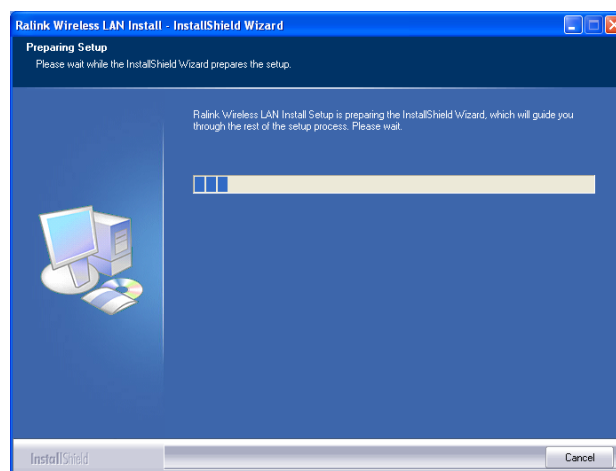 Ralink Wireless LAN Install - InstallShield Wizard
Preparing Setup
Please wait while the InstallShield Wizard prepares the setup.
Ralink Wireless LAN Install Setup is preparing the InstallShield Wizard, which will guide you
through the rest of the setup process. Please wait.
InstallShield
Cancel